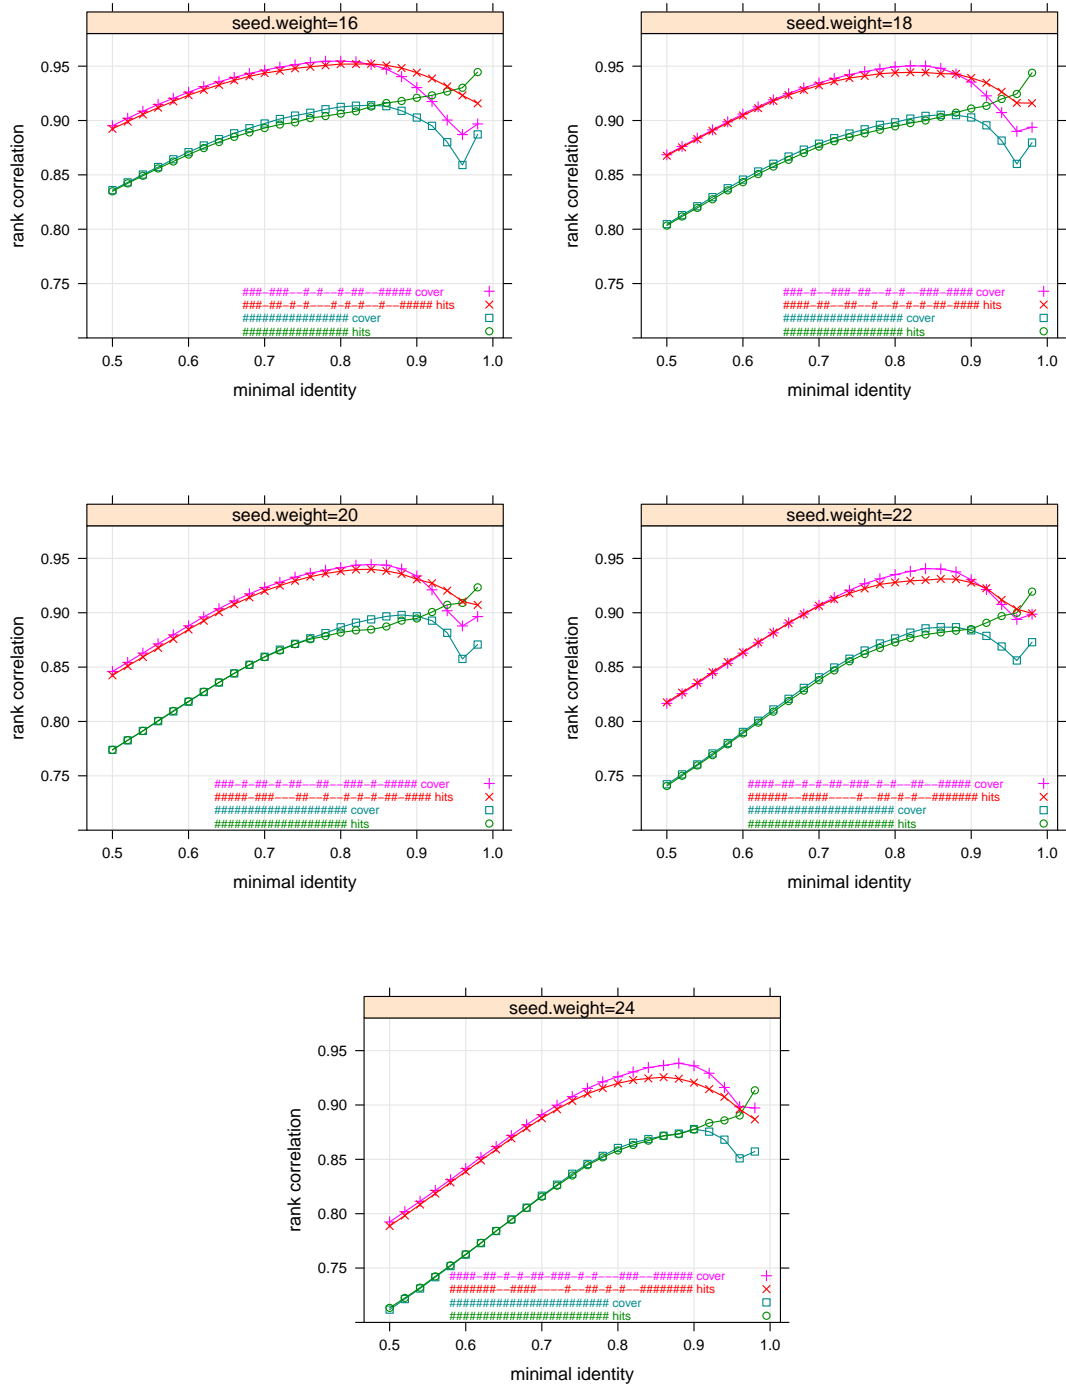 seed.weight=16
rank correlation
0.95
0.90
0.85
0.80
0.75
###−###−−#−#−−#−##−−##### cover
###−##−#−#−−−#−#−#−−#−−##### hits
################ cover
################ hits
0.5 0.6 0.7 0.8 0.9 1.0
minimal identity
seed.weight=18
rank correlation
0.95
0.90
0.85
0.80
0.75
####−##−−##−−#−−#−#−#−##−#### hits
################## cover
################## hits
0.5 0.6 0.7 0.8 0.9 1.0
minimal identity
seed.weight=20
rank correlation
0.95
0.90
0.85
0.80
0.75
###−#−##−#−##−−##−−###−#−##### cover
#####−###−−−##−−#−−#−#−#−##−#### hits
#################### cover
#################### hits
0.5 0.6 0.7 0.8 0.9 1.0
minimal identity
seed.weight=22
rank correlation
0.95
0.90
0.85
0.80
0.75
####−##−#−#−##−###−#−#−−##−−##### cover
######−−####−−−−#−−##−#−#−−####### hits
###################### cover
###################### hits
0.5 0.6 0.7 0.8 0.9 1.0
minimal identity
seed.weight=24
rank correlation
0.95
0.90
0.85
0.80
0.75
####−##−#−#−##−###−#−#−−−###−−###### cover
#######−−####−−−−#−−##−#−#−−######## hits
######################## cover
######################## hits
0.5 0.6 0.7 0.8 0.9 1.0
minimal identity